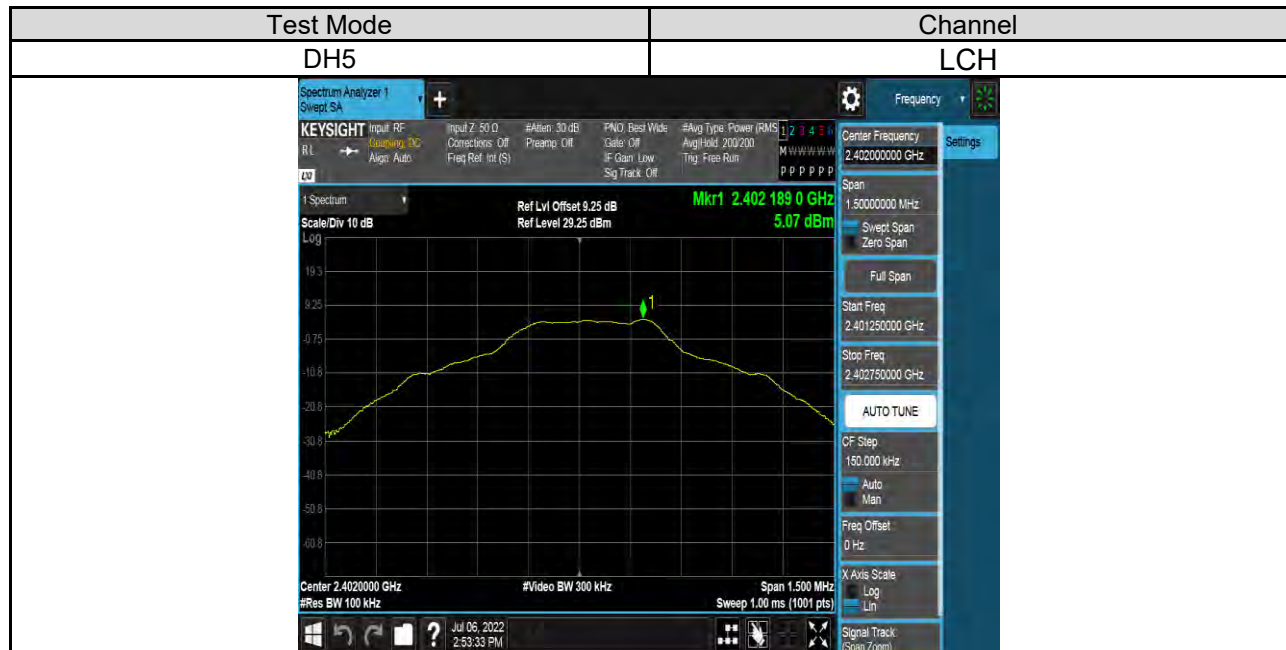 Test Mode Channel
DH5 LCH
Spectrum Analyzer 1
Swept SA
+
Frequency
KEYSIGHT Input: RF Input Z: 50 Ω #Atten: 30 dB PNO: Best Wide #Avg Type: Power (RMS 1 2 3 4 5 6
RL Coupling: DC Corrections: Off Preamp: Off Gate: Off Avg|Hold: 200/200 M W W W W W
Align: Auto Freq Ref: Int (S) IF Gain: Low Trig: Free Run
Sig Track: Off P P P P P P
LXI
Center Frequency
2.402000000 GHz
Settings
1 Spectrum
Ref Lvl Offset 9.25 dB
Mkr1 2.402 189 0 GHz
Scale/Div 10 dB
Ref Level 29.25 dBm
5.07 dBm
Log
19.3
9.25
-0.75
-10.8
-20.8
-30.8
-40.8
-50.8
-60.8
1
Center 2.4020000 GHz #Video BW 300 kHz Span 1.500 MHz
#Res BW 100 kHz Sweep 1.00 ms (1001 pts)
Span
1.50000000 MHz
Swept Span
Zero Span
Full Span
Start Freq
2.401250000 GHz
Stop Freq
2.402750000 GHz
AUTO TUNE
CF Step
150.000 kHz
Auto
Man
Freq Offset
0 Hz
X Axis Scale
Log
Lin
Signal Track
(Span Zoom)
?
Jul 06, 2022
2:53:33 PM